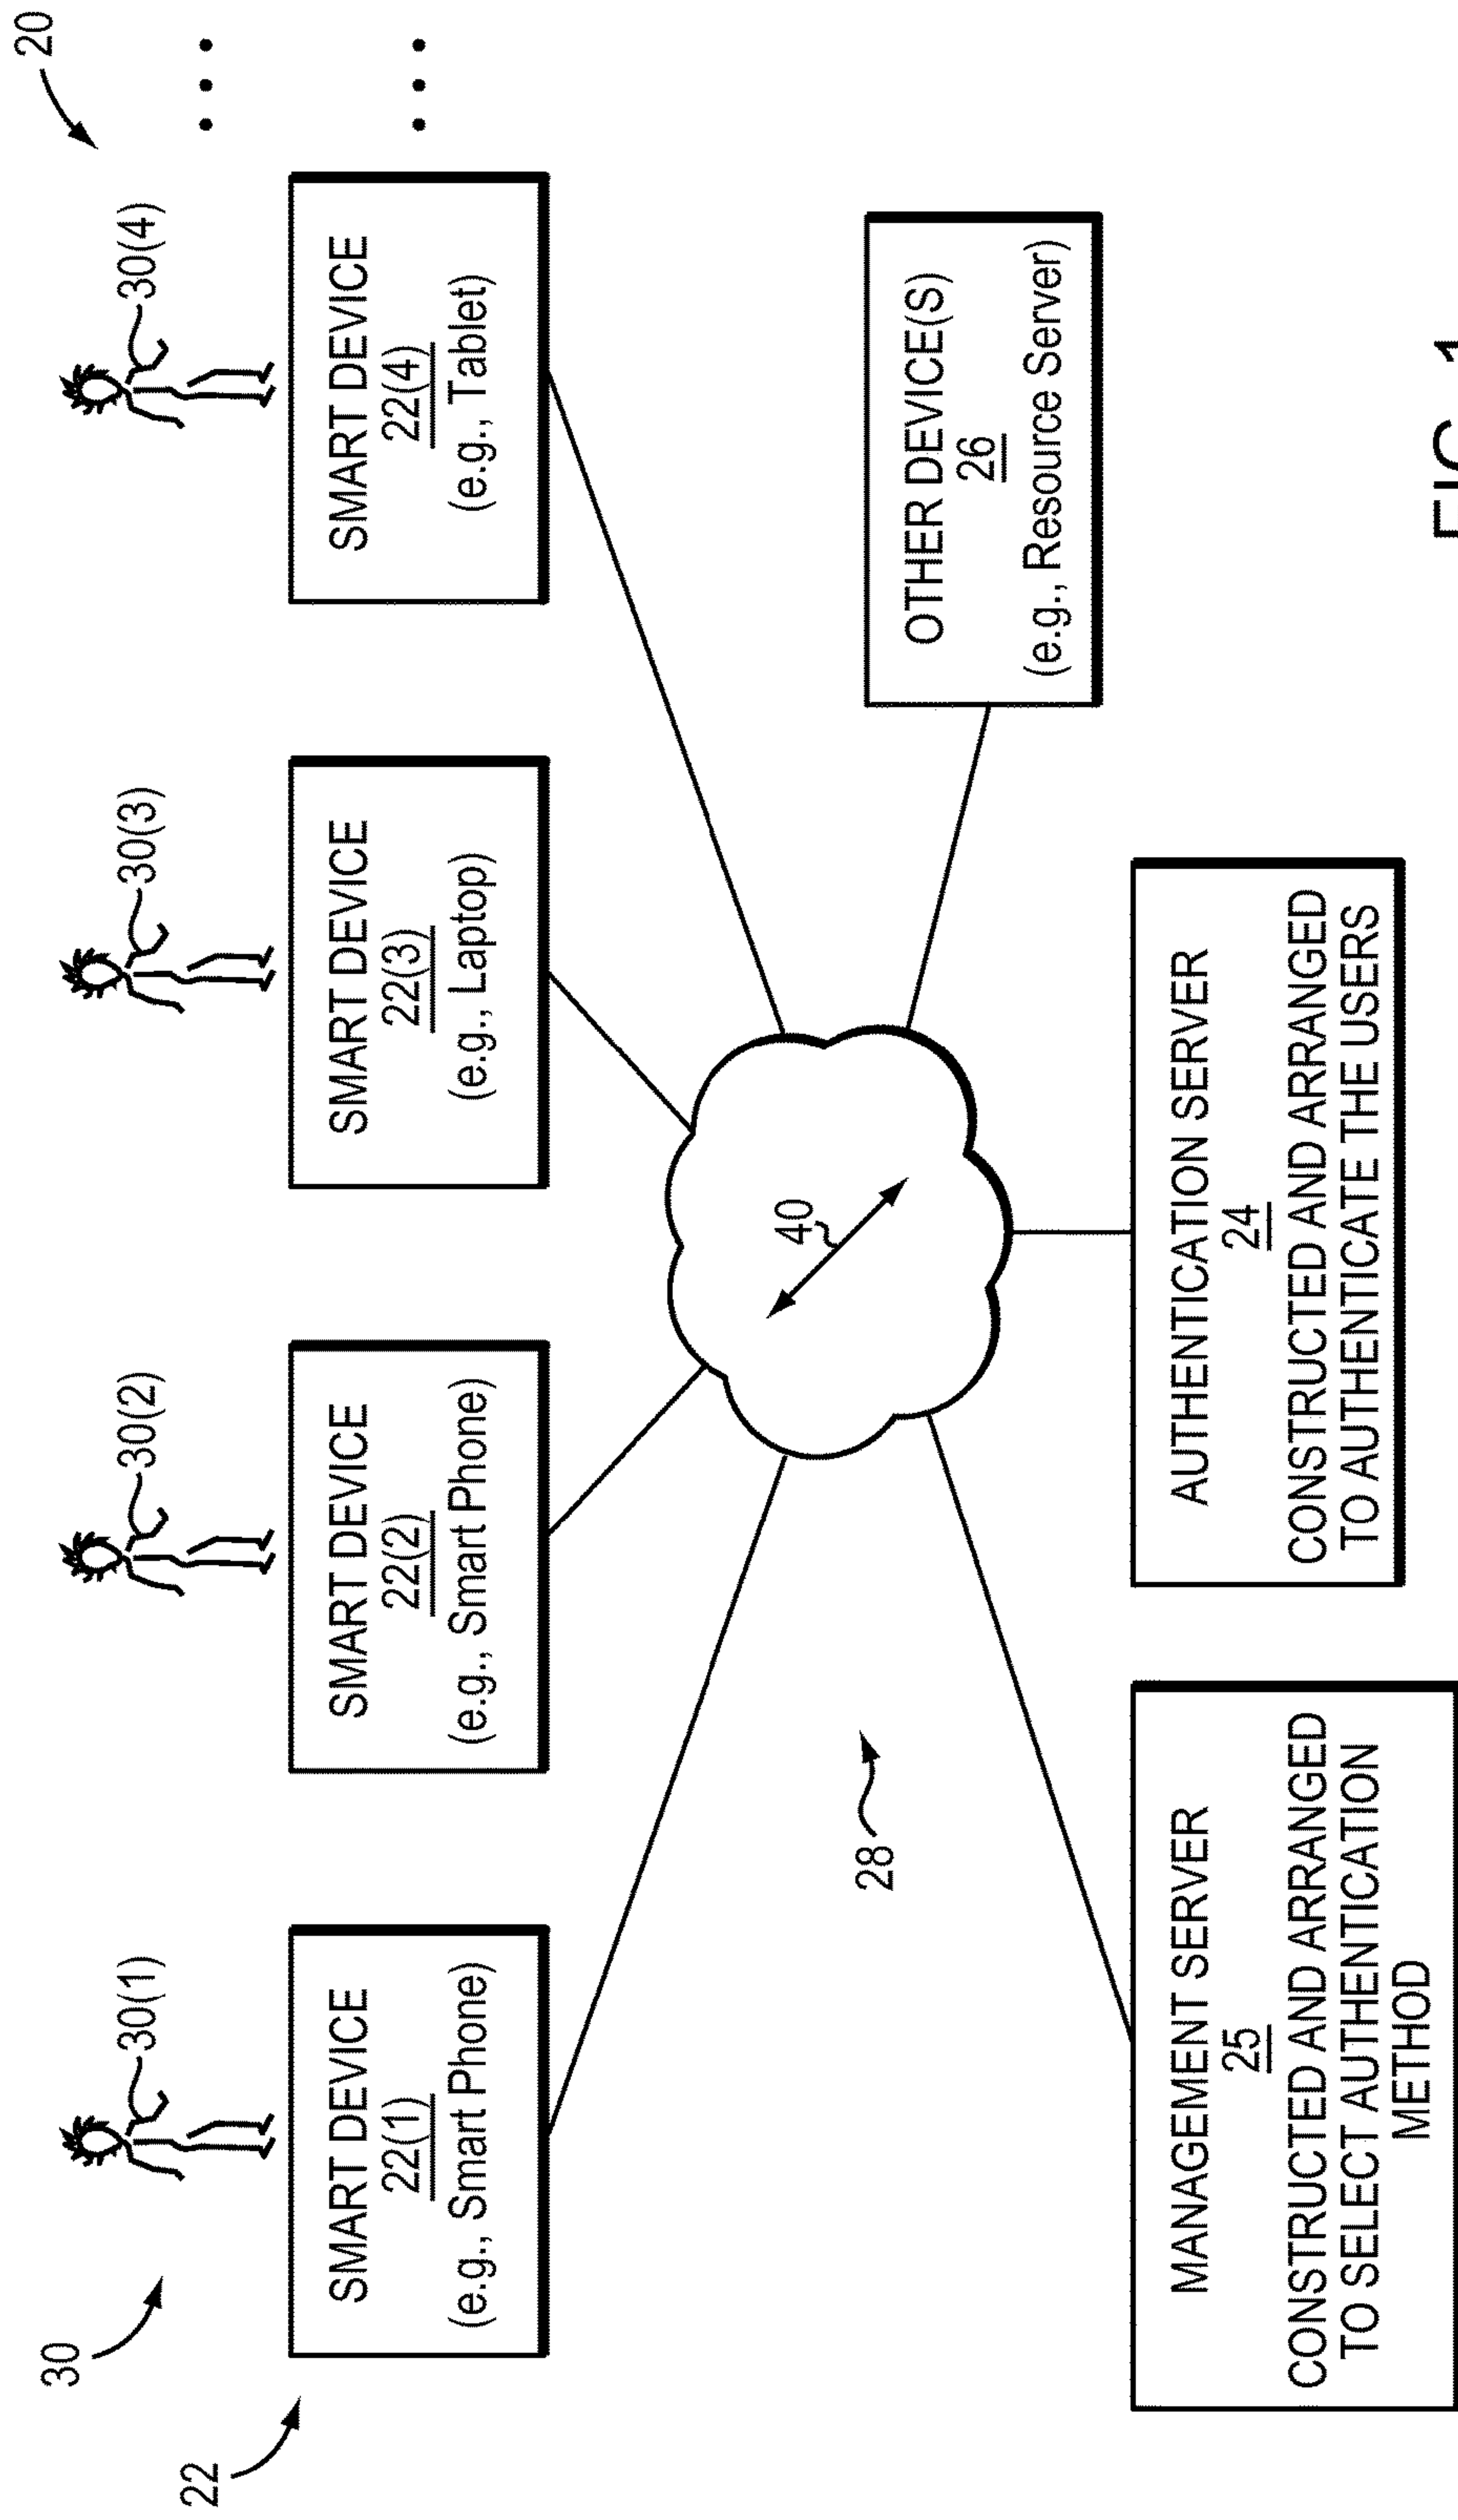 20
30
30(1)
30(2)
30(3)
30(4)
22
SMART DEVICE
22(1)
(e.g., Smart Phone)
SMART DEVICE
22(2)
(e.g., Smart Phone)
SMART DEVICE
22(3)
(e.g., Laptop)
SMART DEVICE
22(4)
(e.g., Tablet)
40
28
OTHER DEVICE(S)
26
(e.g., Resource Server)
MANAGEMENT SERVER
25
CONSTRUCTED AND ARRANGED
TO SELECT AUTHENTICATION
METHOD
AUTHENTICATION SERVER
24
CONSTRUCTED AND ARRANGED
TO AUTHENTICATE THE USERS
FIG. 1